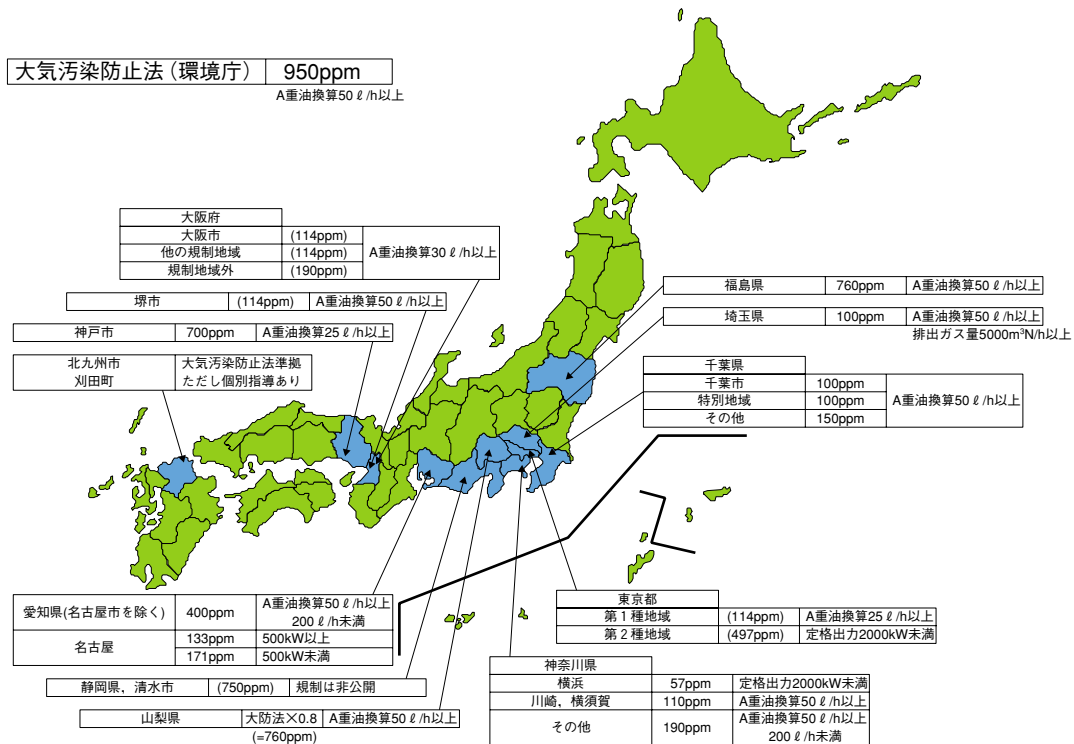 大気汚染防止法（環境庁） 950ppm
A重油換算50ℓ/h以上
大阪府
大阪市 (114ppm) A重油換算30ℓ/h以上
他の規制地域 (114ppm)
規制地域外 (190ppm)
堺市 (114ppm) A重油換算50ℓ/h以上
神戸市 700ppm A重油換算25ℓ/h以上
北九州市 大気汚染防止法準拠
刈田町 ただし個別指導あり
福島県 760ppm A重油換算50ℓ/h以上
埼玉県 100ppm A重油換算50ℓ/h以上
排出ガス量5000m³N/h以上
千葉県
千葉市 100ppm A重油換算50ℓ/h以上
特別地域 100ppm
その他 150ppm
愛知県(名古屋市を除く) 400ppm A重油換算50ℓ/h以上
200ℓ/h未満
名古屋 133ppm 500kW以上
171ppm 500kW未満
静岡県，清水市 (750ppm) 規制は非公開
山梨県 大防法×0.8 A重油換算50ℓ/h以上
(=760ppm)
東京都
第１種地域 (114ppm) A重油換算25ℓ/h以上
第２種地域 (497ppm) 定格出力2000kW未満
神奈川県
横浜 57ppm 定格出力2000kW未満
川崎，横須賀 110ppm A重油換算50ℓ/h以上
その他 190ppm A重油換算50ℓ/h以上
200ℓ/h未満